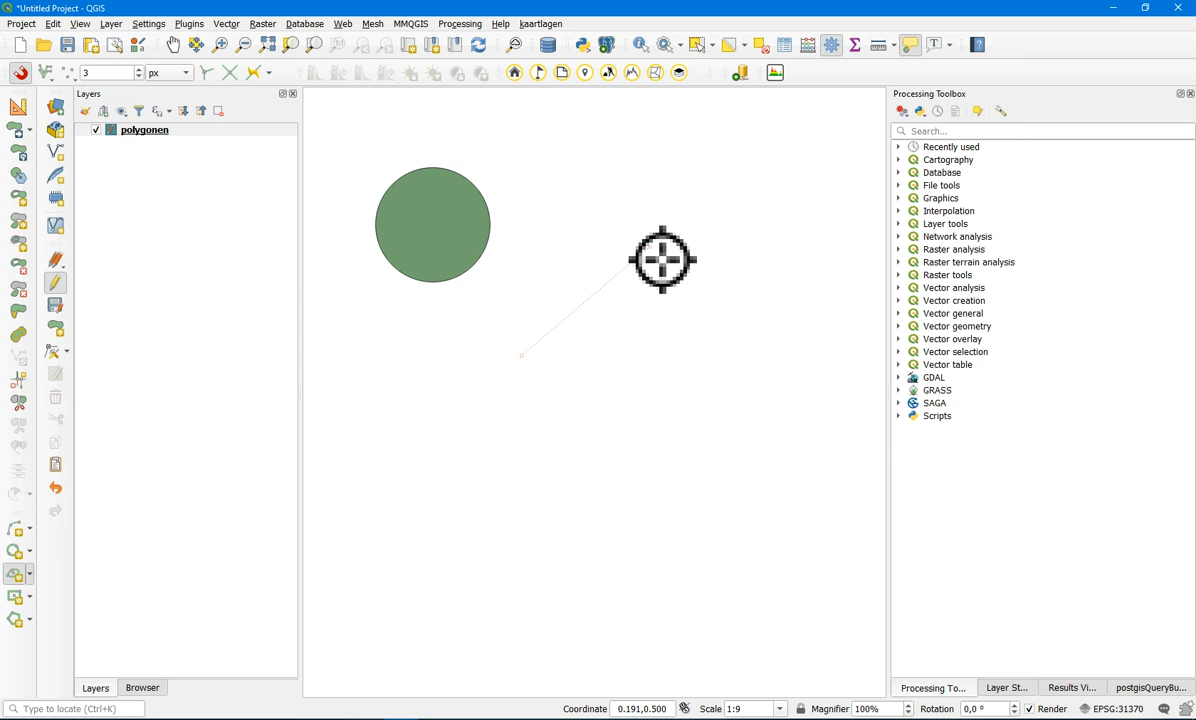 *Untitled Project - QGIS
Project Edit View Layer Settings Plugins Vector Raster Database Web Mesh MMQGIS Processing Help kaartlagen
3 px
Layers
polygonen
Processing Toolbox
Search...
Recently used
Cartography
Database
File tools
Graphics
Interpolation
Layer tools
Network analysis
Raster analysis
Raster terrain analysis
Raster tools
Vector analysis
Vector creation
Vector general
Vector geometry
Vector overlay
Vector selection
Vector table
GDAL
GRASS
SAGA
Scripts
Layers Browser
Processing To... Layer St... Results Vi... postgisQueryBu...
Type to locate (Ctrl+K) Coordinate 0.191,0.500 Scale 1:9 Magnifier 100% Rotation 0,0 ° Render EPSG:31370